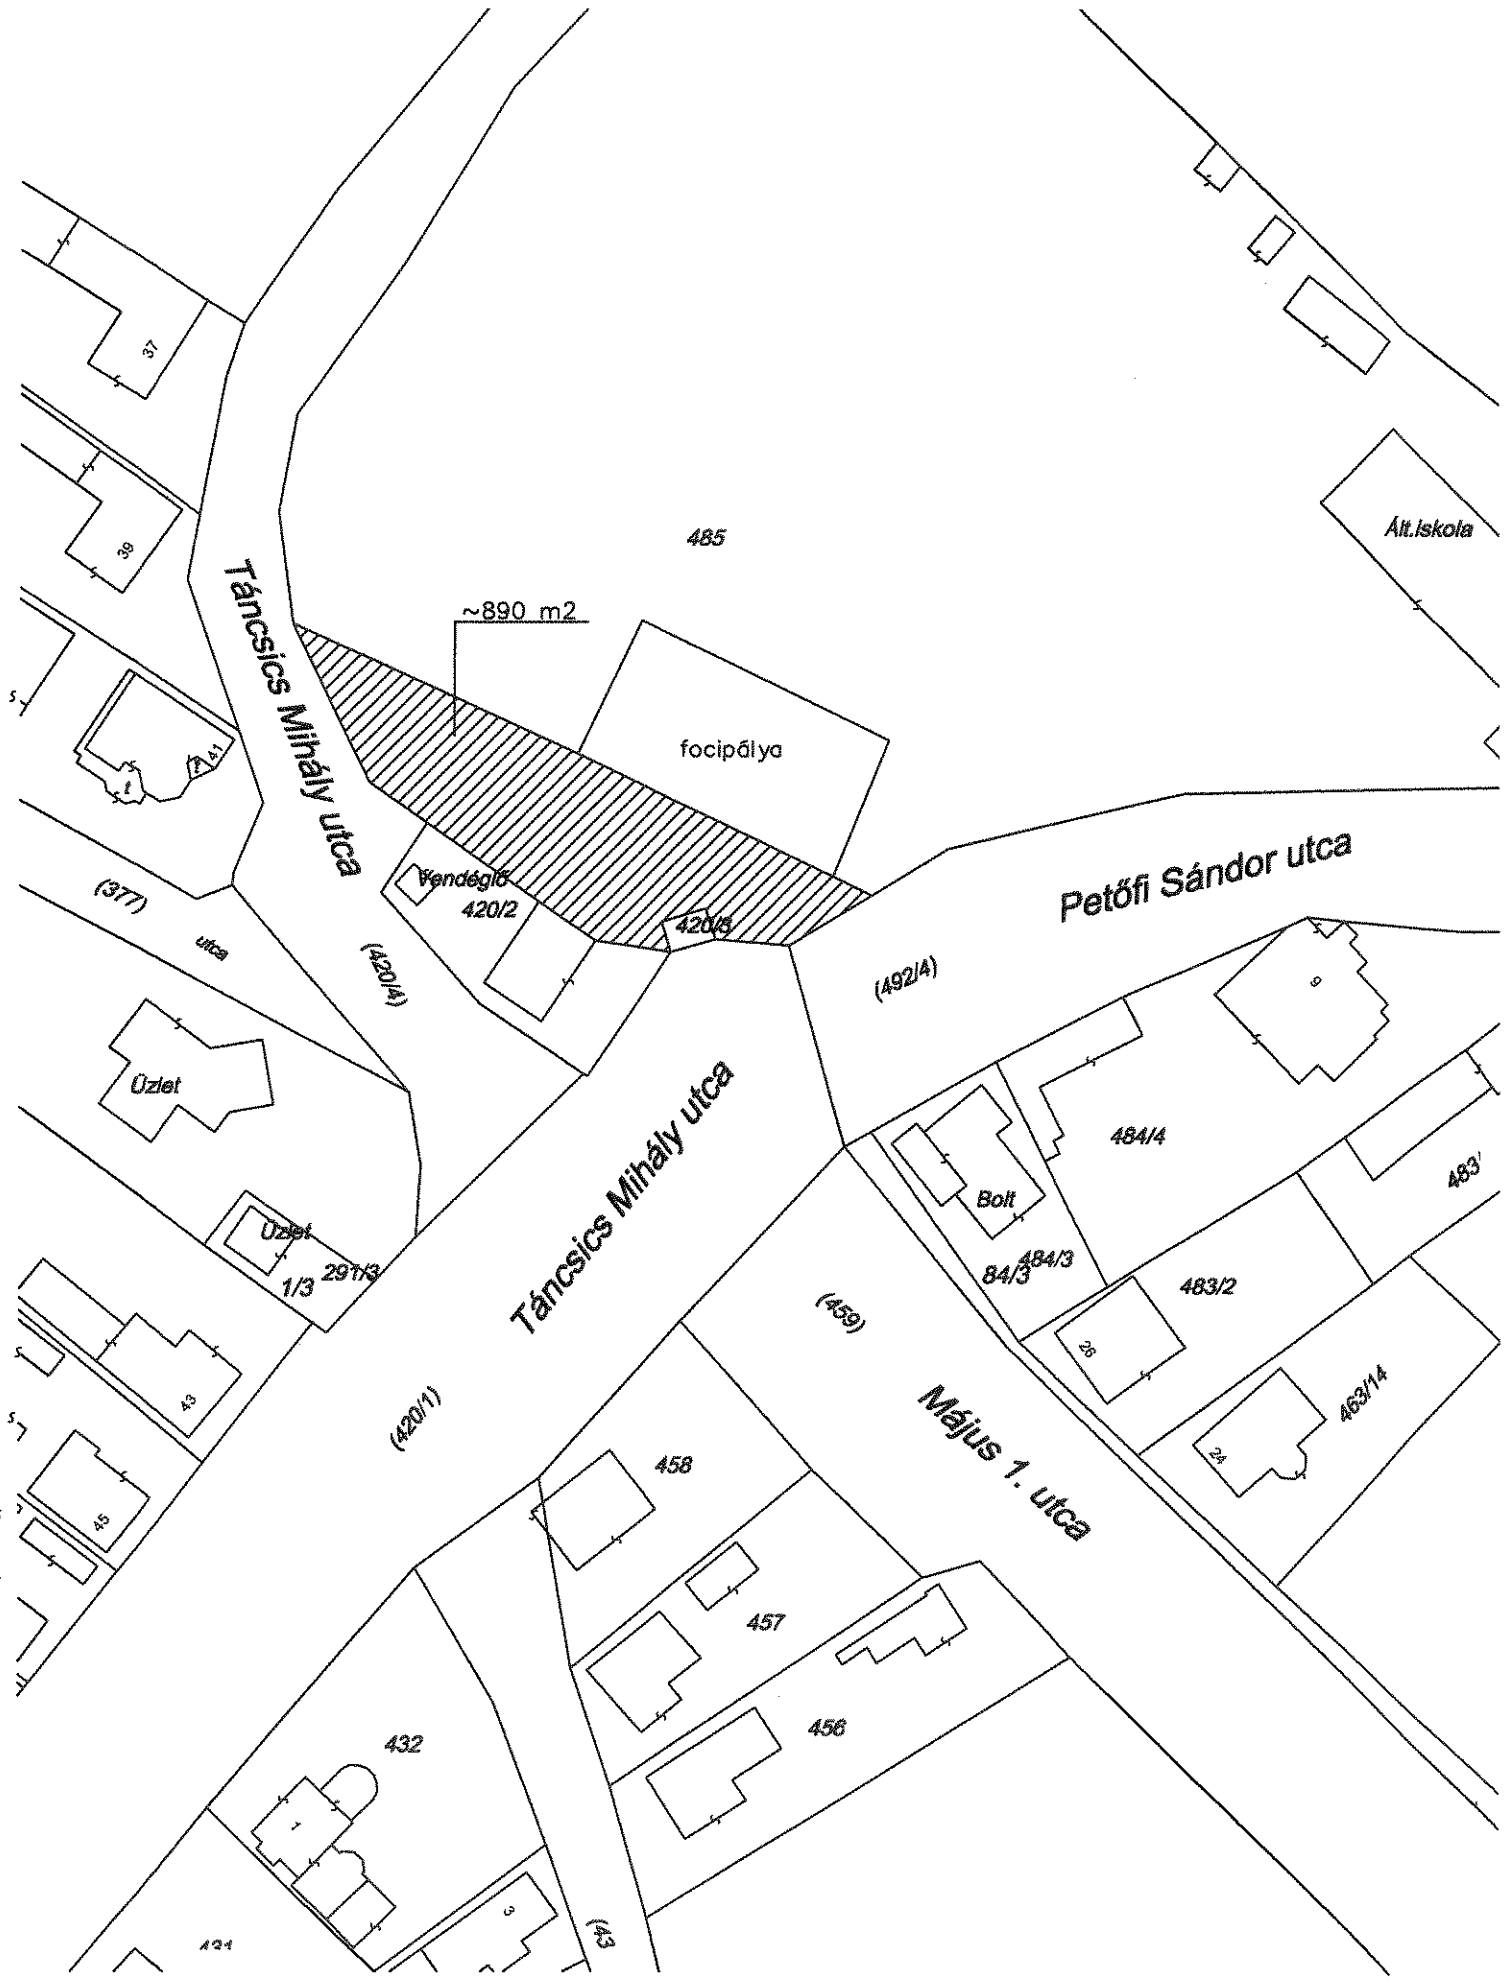 37
39
485
Ált.iskola
~890 m2
Táncsics Mihály utca
focipálya
41
Vendéglő
420/2
Petőfi Sándor utca
(377)
utca
(420/4)
(492/4)
9
Üzlet
Táncsics Mihály utca
484/4
483/
Bolt
Üzlet
291/3
1/3
484/3
84/3
483/2
(459)
26
43
(420/1)
463/14
Május 1. utca
24
458
45
457
456
432
1
3
(43
431